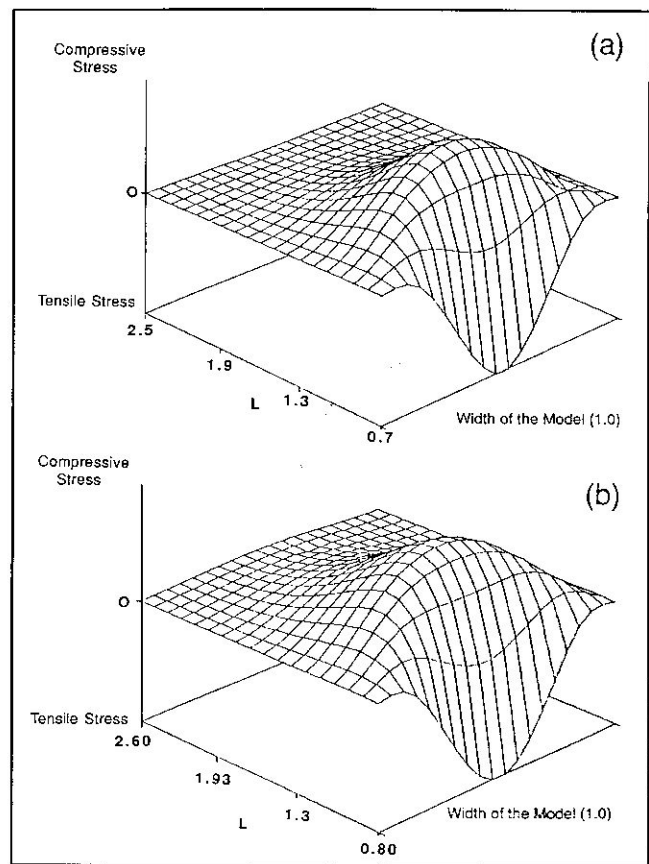 (a)
Compressive
Stress
O
Tensile Stress
2.5
1.9
1.3
L
0.7
Width of the Model (1.0)
(b)
Compressive
Stress
O
Tensile Stress
2.60
1.93
1.3
L
0.80
Width of the Model (1.0)